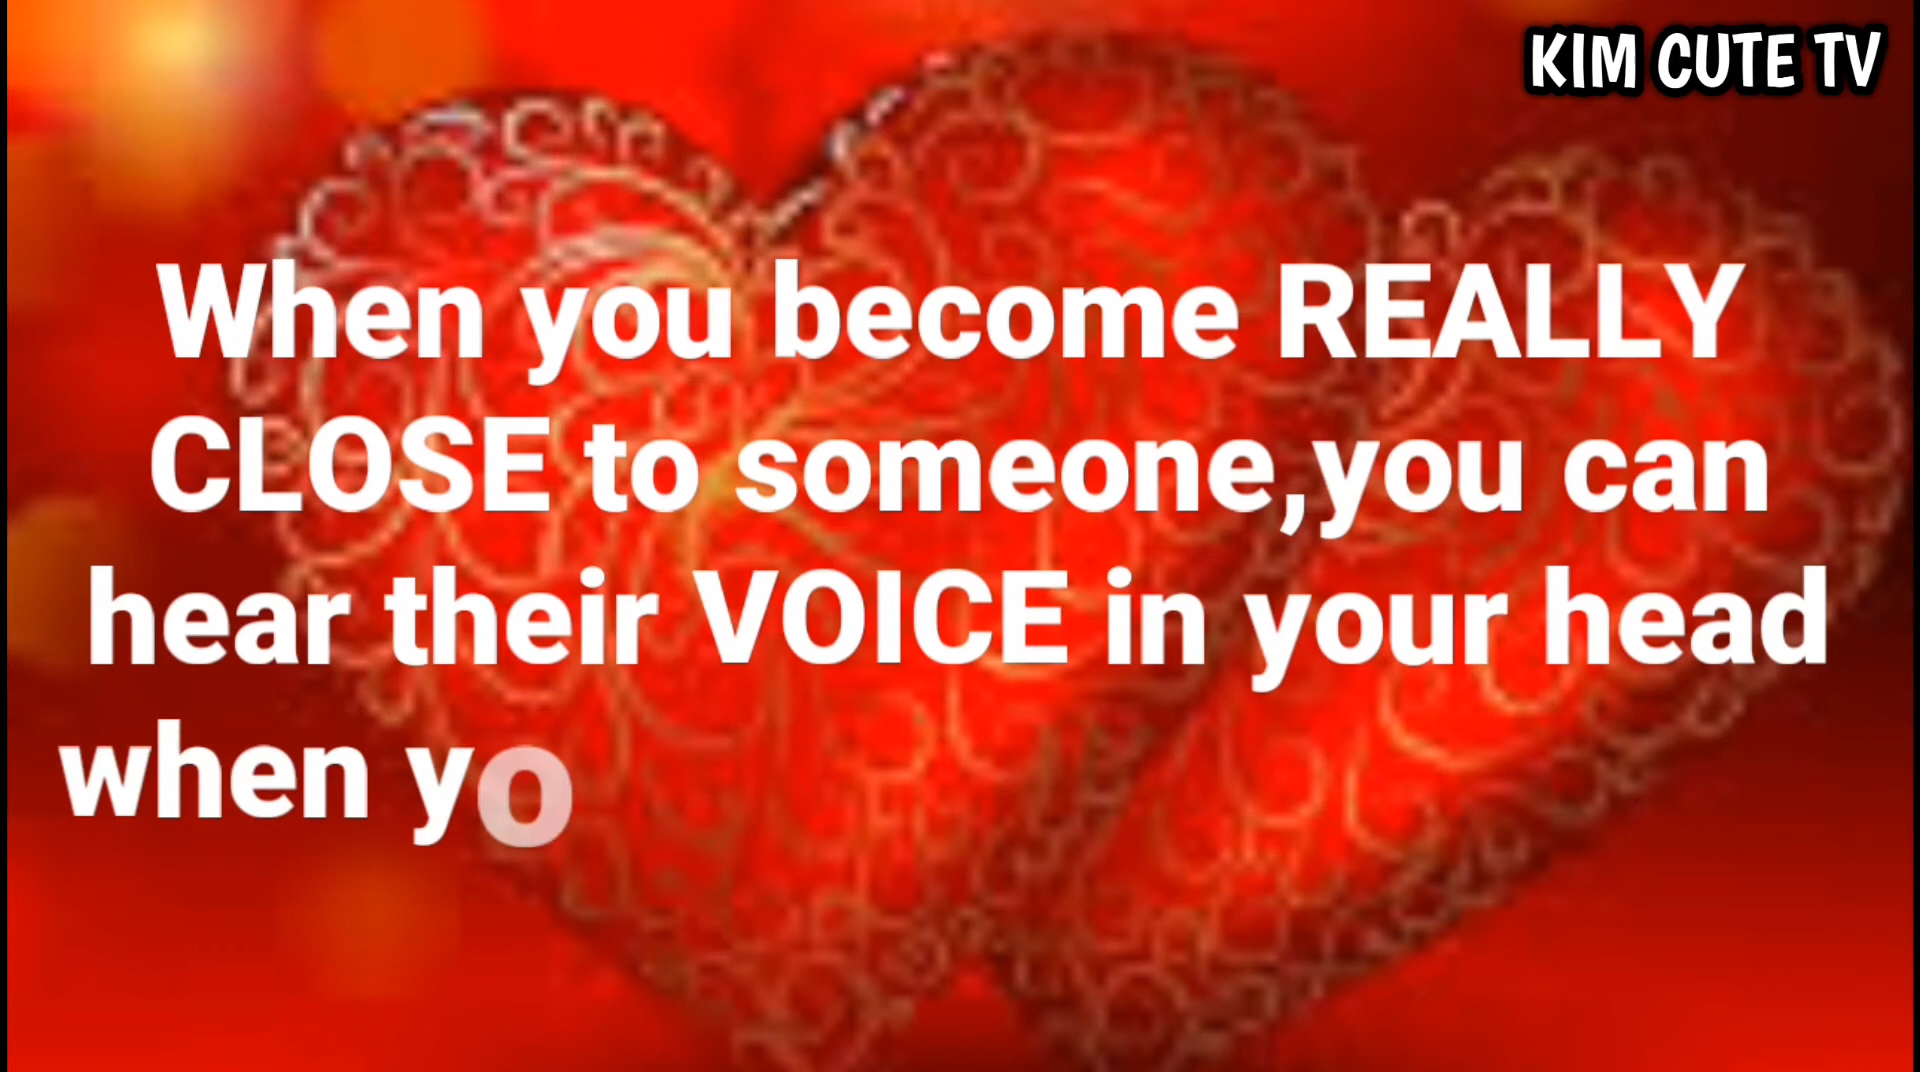 KIM CUTE TV
When you become REALLY
CLOSE to someone,you can
hear their VOICE in your head
when yo